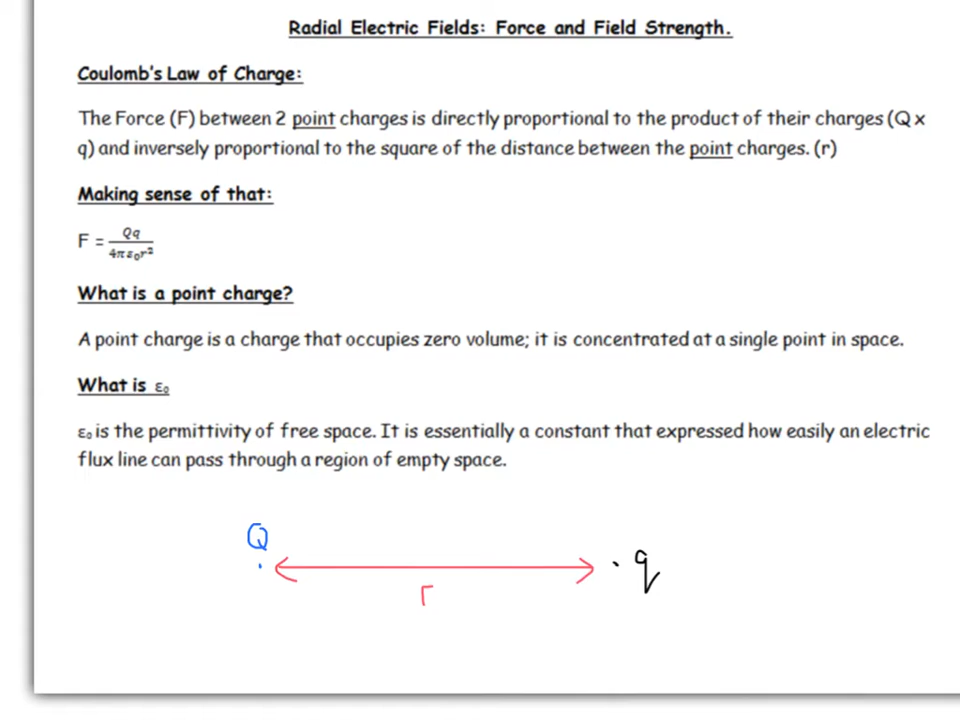 Radial Electric Fields: Force and Field Strength.
Coulomb's Law of Charge:
The Force (F) between 2 point charges is directly proportional to the product of their charges (Q x
q) and inversely proportional to the square of the distance between the point charges. (r)
Making sense of that:
F = Qq / 4πε₀r²
What is a point charge?
A point charge is a charge that occupies zero volume; it is concentrated at a single point in space.
What is ε₀
ε₀ is the permittivity of free space. It is essentially a constant that expressed how easily an electric
flux line can pass through a region of empty space.
Q
q
r